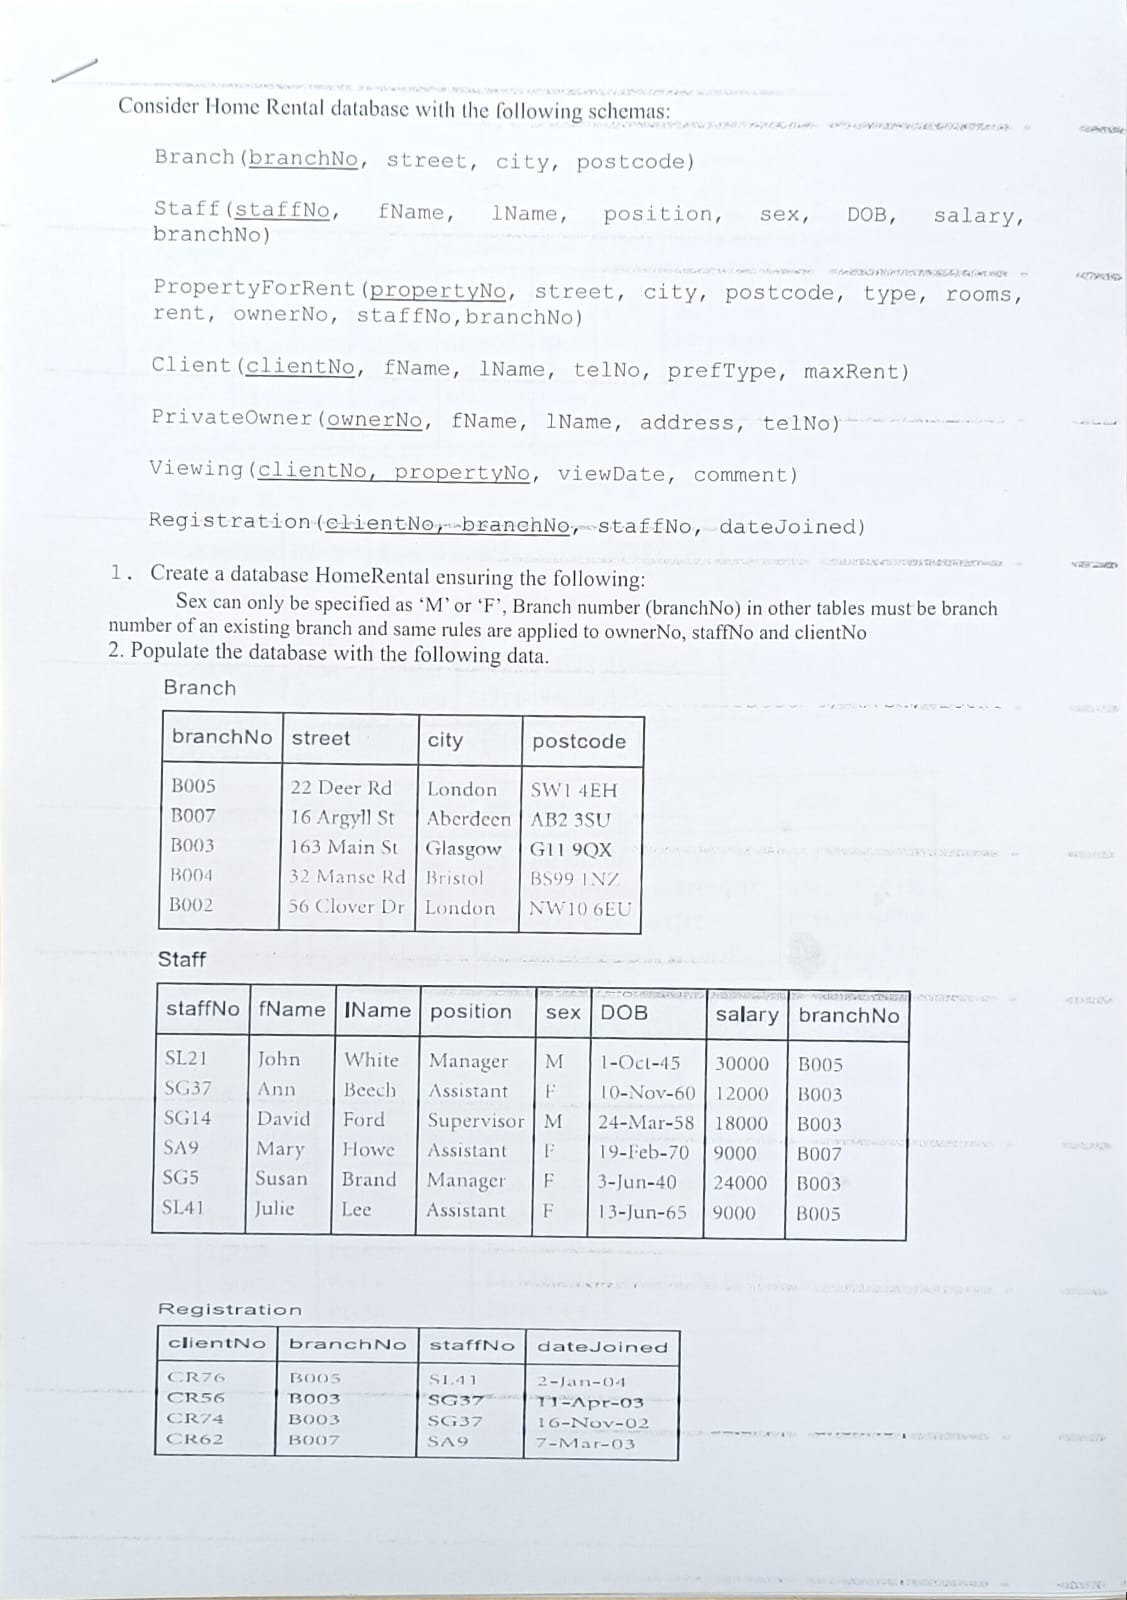 Consider Home Rental database with the following schemas:
Branch(branchNo, street, city, postcode)
Staff(staffNo, fName, lName, position, sex, DOB, salary,
branchNo)
PropertyForRent(propertyNo, street, city, postcode, type, rooms,
rent, ownerNo, staffNo,branchNo)
Client(clientNo, fName, lName, telNo, prefType, maxRent)
PrivateOwner(ownerNo, fName, lName, address, telNo)
Viewing(clientNo, propertyNo, viewDate, comment)
Registration(clientNo, branchNo, staffNo, dateJoined)
1. Create a database HomeRental ensuring the following:
Sex can only be specified as ‘M’ or ‘F’, Branch number (branchNo) in other tables must be branch
number of an existing branch and same rules are applied to ownerNo, staffNo and clientNo
2. Populate the database with the following data.
Branch
branchNo street city postcode
B005 22 Deer Rd London SW1 4EH
B007 16 Argyll St Aberdeen AB2 3SU
B003 163 Main St Glasgow G11 9QX
B004 32 Manse Rd Bristol BS99 1NZ
B002 56 Clover Dr London NW10 6EU
Staff
staffNo fName lName position sex DOB salary branchNo
SL21 John White Manager M 1-Oct-45 30000 B005
SG37 Ann Beech Assistant F 10-Nov-60 12000 B003
SG14 David Ford Supervisor M 24-Mar-58 18000 B003
SA9 Mary Howe Assistant F 19-Feb-70 9000 B007
SG5 Susan Brand Manager F 3-Jun-40 24000 B003
SL41 Julie Lee Assistant F 13-Jun-65 9000 B005
Registration
clientNo branchNo staffNo dateJoined
CR76 B005 SL41 2-Jan-04
CR56 B003 SG37 11-Apr-03
CR74 B003 SG37 16-Nov-02
CR62 B007 SA9 7-Mar-03